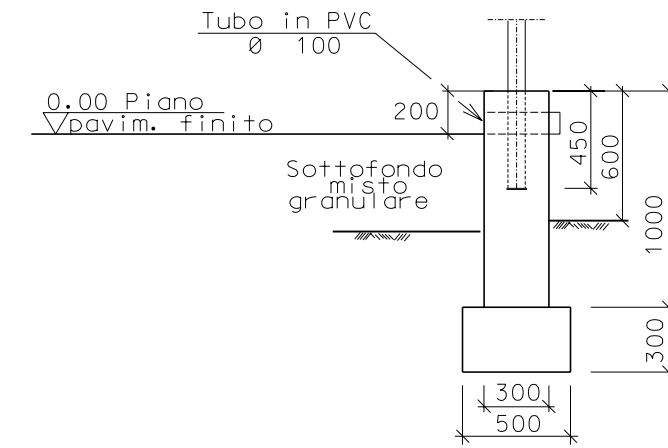 Tubo in PVC
Ø 100
0.00 Piano
pavim. finito
200
450
600
Sottofondo
misto
granulare
1000
300
300
500